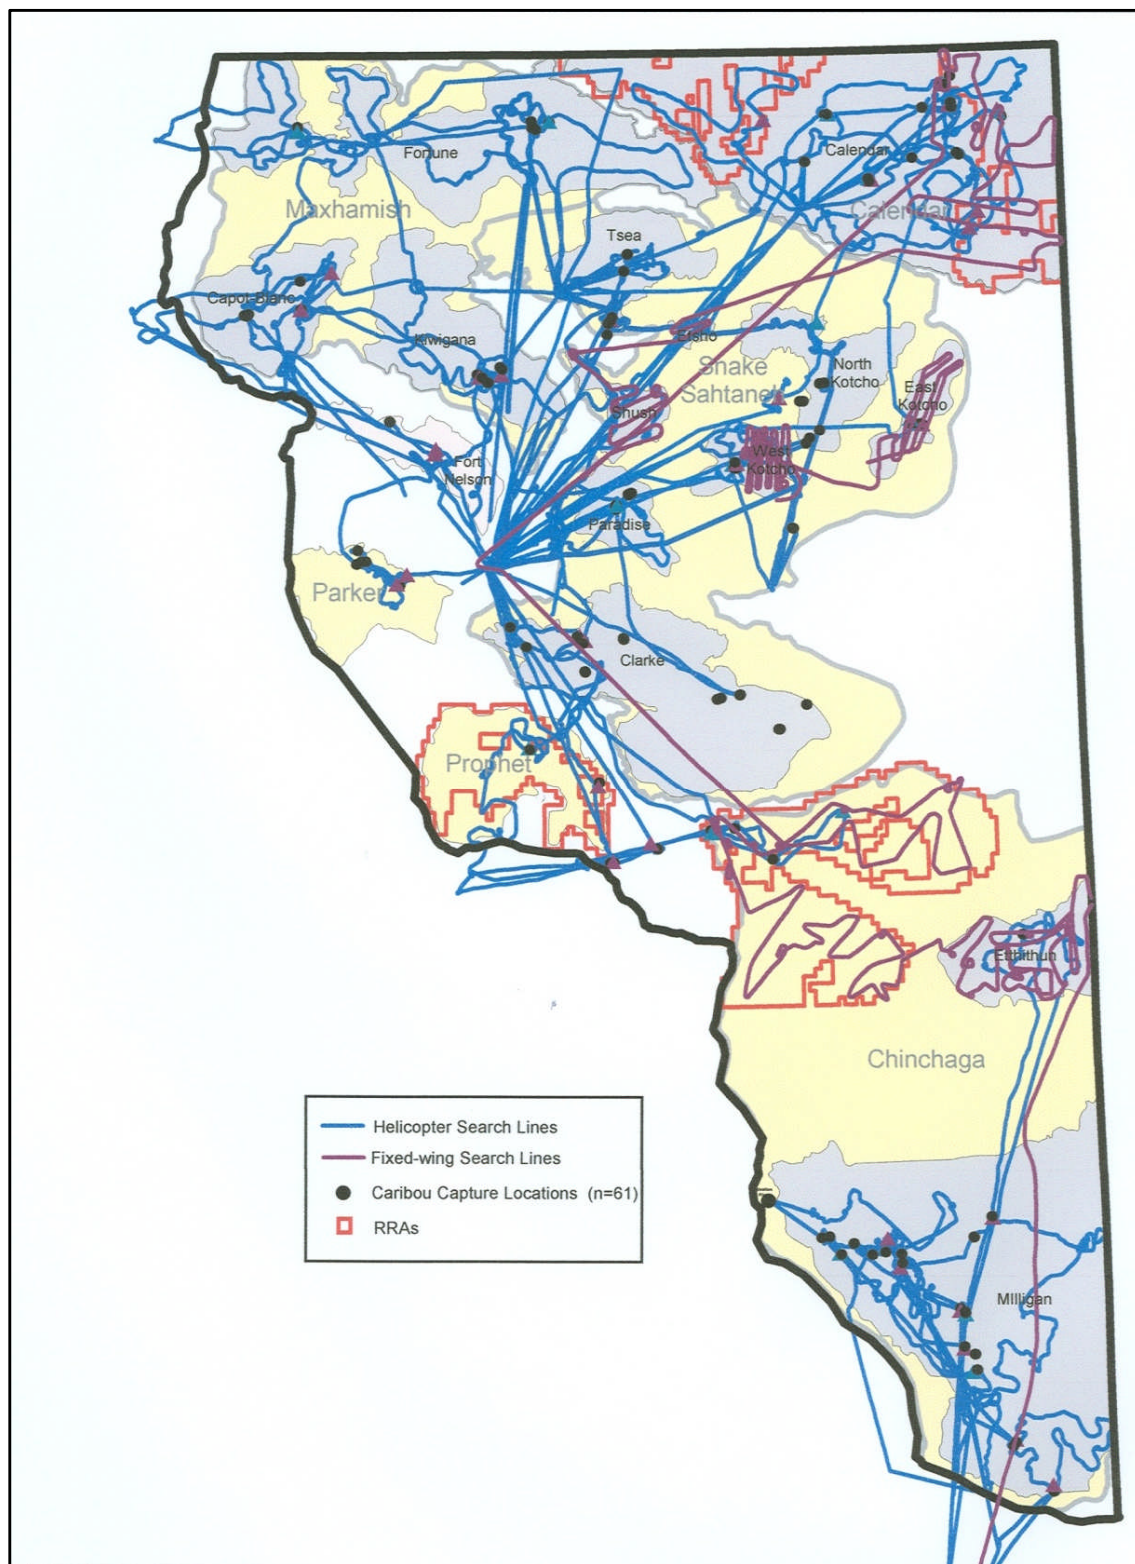 Calendar
Fortune
Maxhamish
Calendar
Tsea
Capot-Blanc
Etsho
Kiwigana
Snake
Sahtaneh
North
Kotcho
East
Kotcho
Shush
West
Kotcho
Fort
Nelson
Paradise
Parker
Clarke
Prophet
Etthithun
Chinchaga
Helicopter Search Lines
Fixed-wing Search Lines
Caribou Capture Locations (n=61)
RRAs
MIlligan